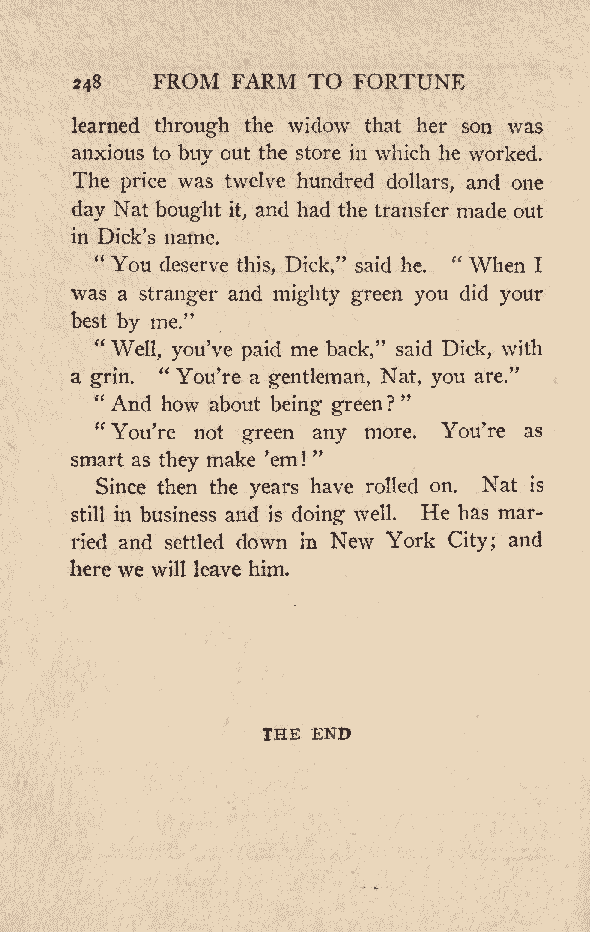 248 FROM FARM TO FORTUNE
learned through the widow that her son was
anxious to buy out the store in which he worked.
The price was twelve hundred dollars, and one
day Nat bought it, and had the transfer made out
in Dick's name.
" You deserve this, Dick," said he. " When I
was a stranger and mighty green you did your
best by me."
" Well, you've paid me back," said Dick, with
a grin. " You're a gentleman, Nat, you are."
" And how about being green? "
" You're not green any more. You're as
smart as they make 'em! "
Since then the years have rolled on. Nat is
still in business and is doing well. He has mar-
ried and settled down in New York City; and
here we will leave him.
THE END